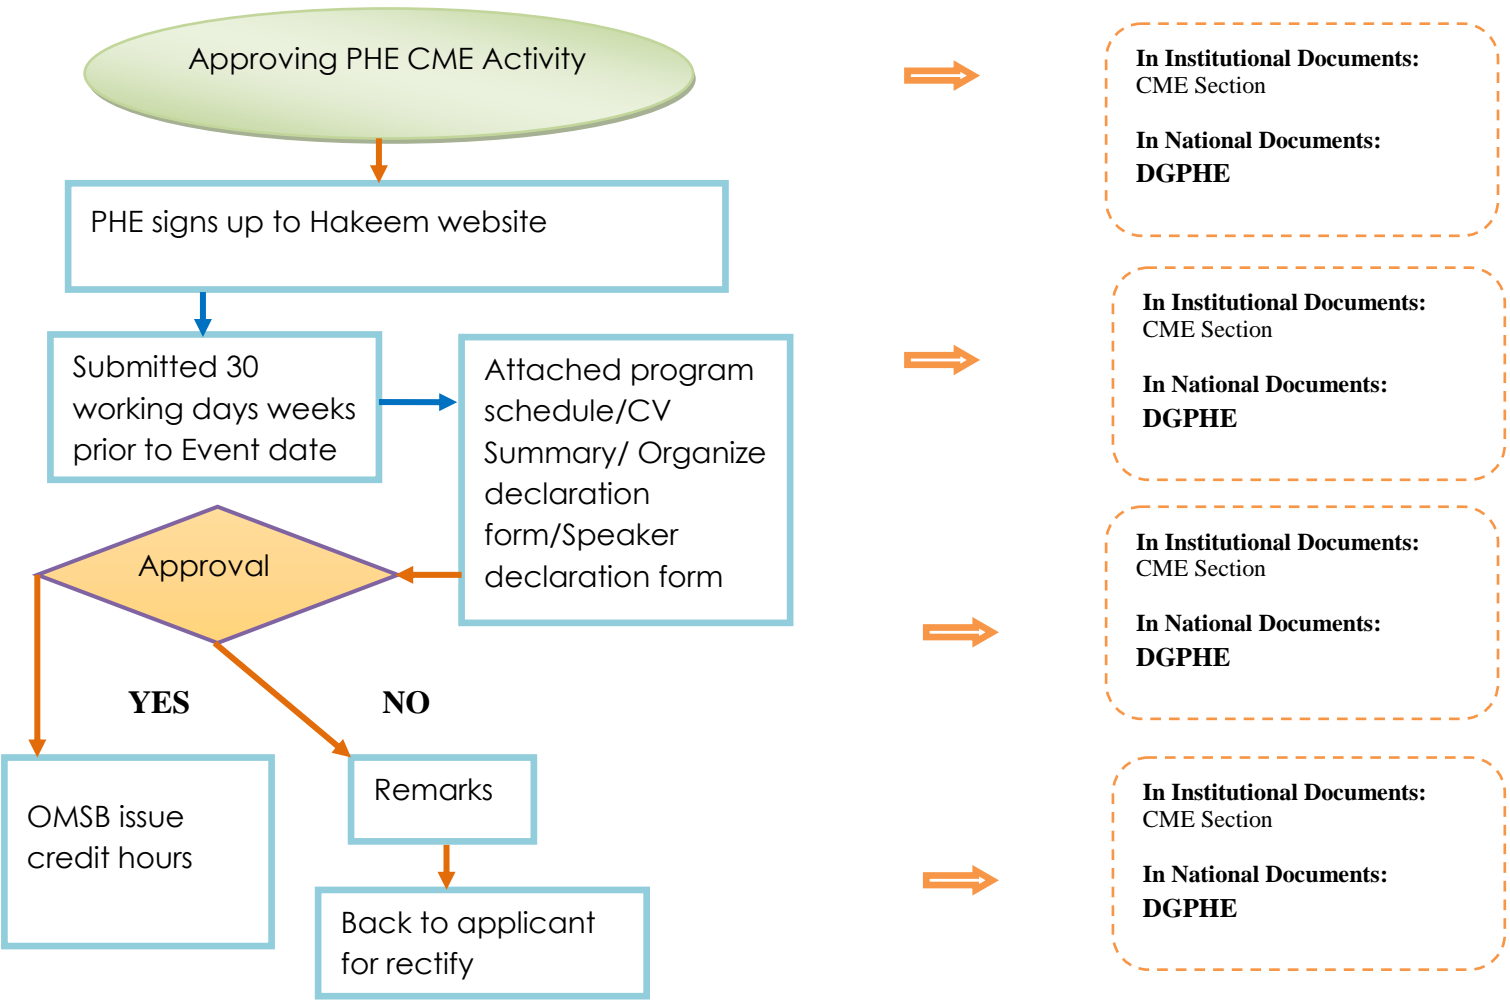 Approving PHE CME Activity
PHE signs up to Hakeem website
Submitted 30
working days weeks
prior to Event date
Attached program
schedule/CV
Summary/ Organize
declaration
form/Speaker
declaration form
Approval
YES
NO
OMSB issue
credit hours
Remarks
Back to applicant
for rectify
In Institutional Documents:
CME Section
In National Documents:
DGPHE
In Institutional Documents:
CME Section
In National Documents:
DGPHE
In Institutional Documents:
CME Section
In National Documents:
DGPHE
In Institutional Documents:
CME Section
In National Documents:
DGPHE